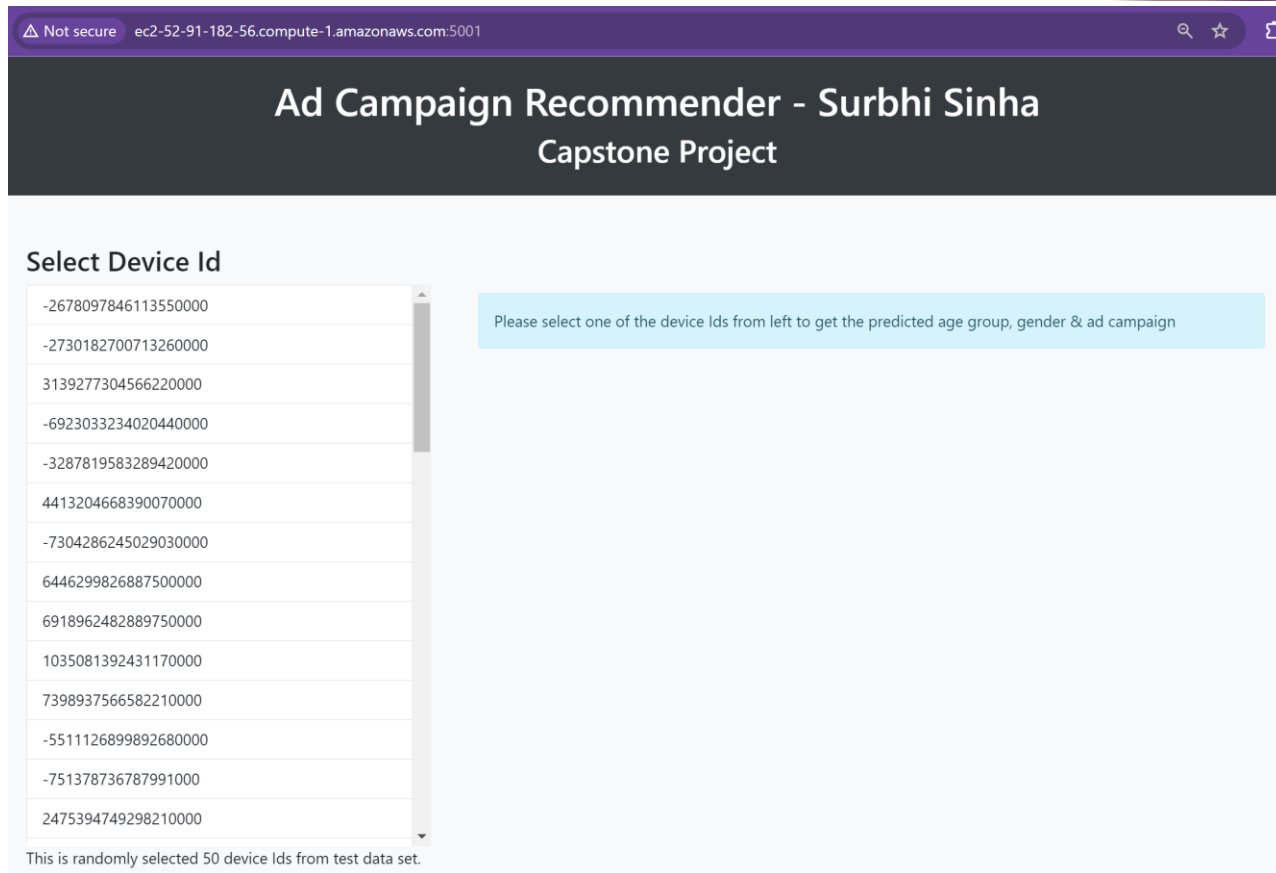 Not secure ec2-52-91-182-56.compute-1.amazonaws.com:5001
Ad Campaign Recommender - Surbhi Sinha
Capstone Project
Select Device Id
-2678097846113550000
-2730182700713260000
3139277304566220000
-6923033234020440000
-3287819583289420000
4413204668390070000
-7304286245029030000
6446299826887500000
6918962482889750000
1035081392431170000
7398937566582210000
-5511126899892680000
-751378736787991000
2475394749298210000
This is randomly selected 50 device Ids from test data set.
Please select one of the device Ids from left to get the predicted age group, gender & ad campaign